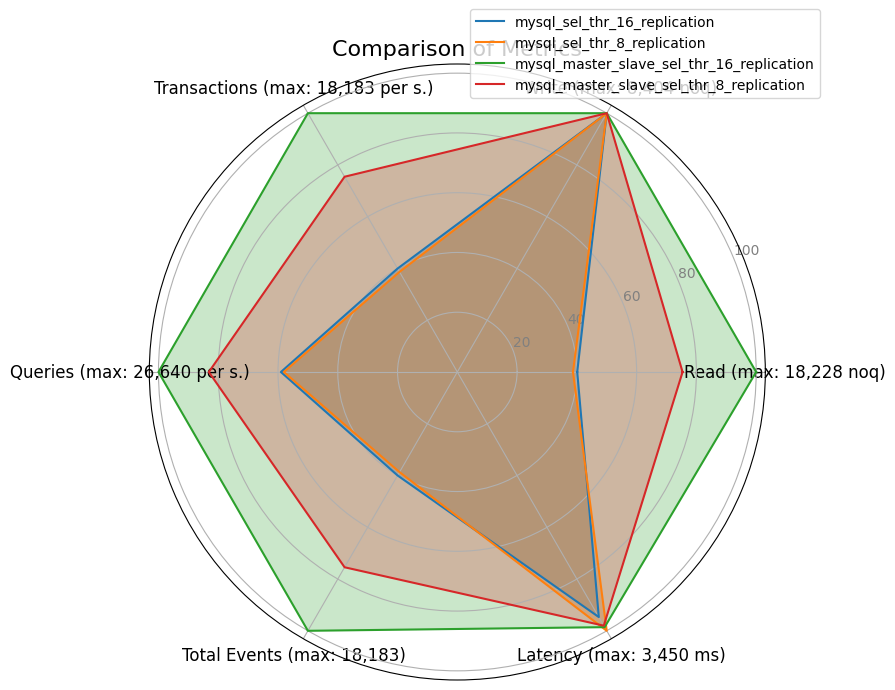 mysql_sel_thr_16_replication
mysql_sel_thr_8_replication
mysql_master_slave_sel_thr_16_replication
mysql_master_slave_sel_thr_8_replication
Comparison of Metrics
Transactions (max: 18,183 per s.)
100
80
60
40
20
Queries (max: 26,640 per s.)
Read (max: 18,228 noq)
Total Events (max: 18,183)
Latency (max: 3,450 ms)